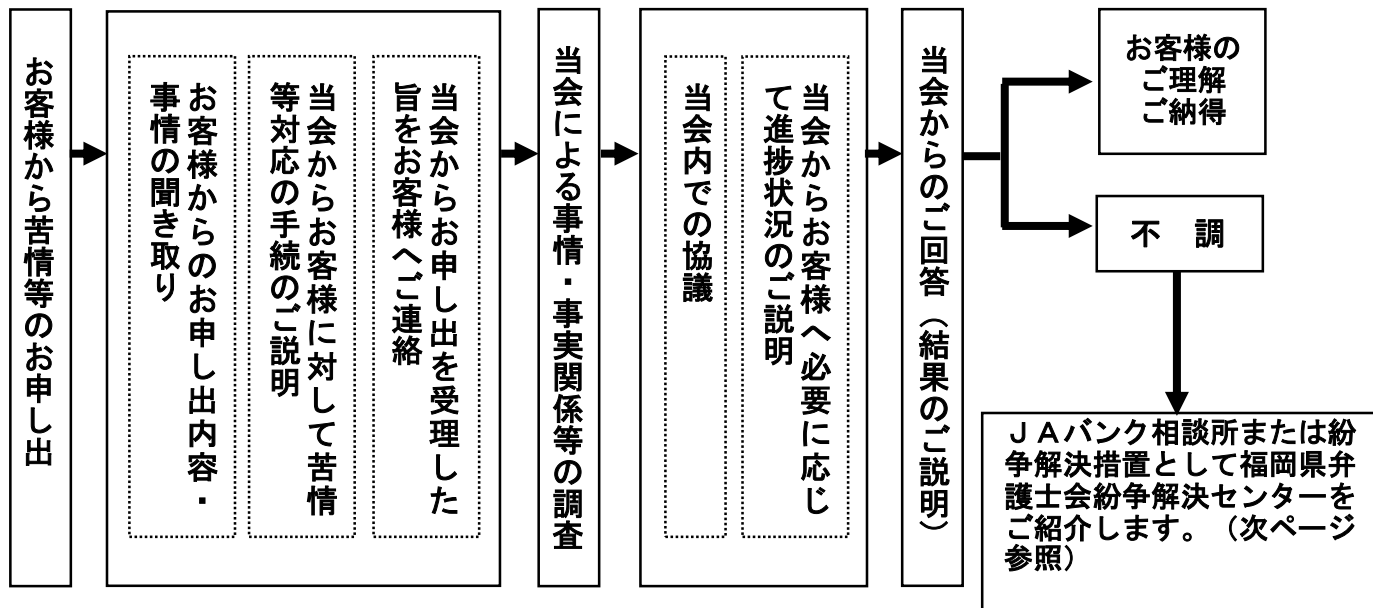 お客様から苦情等のお申し出
当会からお申し出を受理した
旨をお客様へご連絡
当会からお客様に対して苦情
等対応の手続のご説明
お客様からのお申し出内容・
事情の聞き取り
当会による事情・事実関係等の調査
当会からお客様へ必要に応じ
て進捗状況のご説明
当会内での協議
当会からのご回答（結果のご説明）
お客様の
ご理解
ご納得
不　調
ＪＡバンク相談所または紛
争解決措置として福岡県弁
護士会紛争解決センターを
ご紹介します。（次ページ
参照）